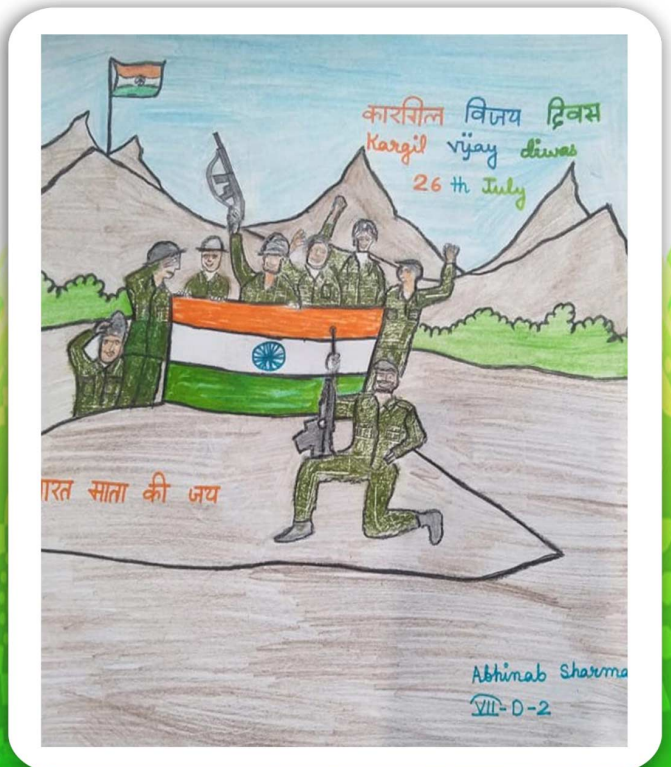 कारगिल विजय दिवस
Kargil vijay diwas
26 th July
ारत माता की जय
Abhinab Sharma
VII-D-2